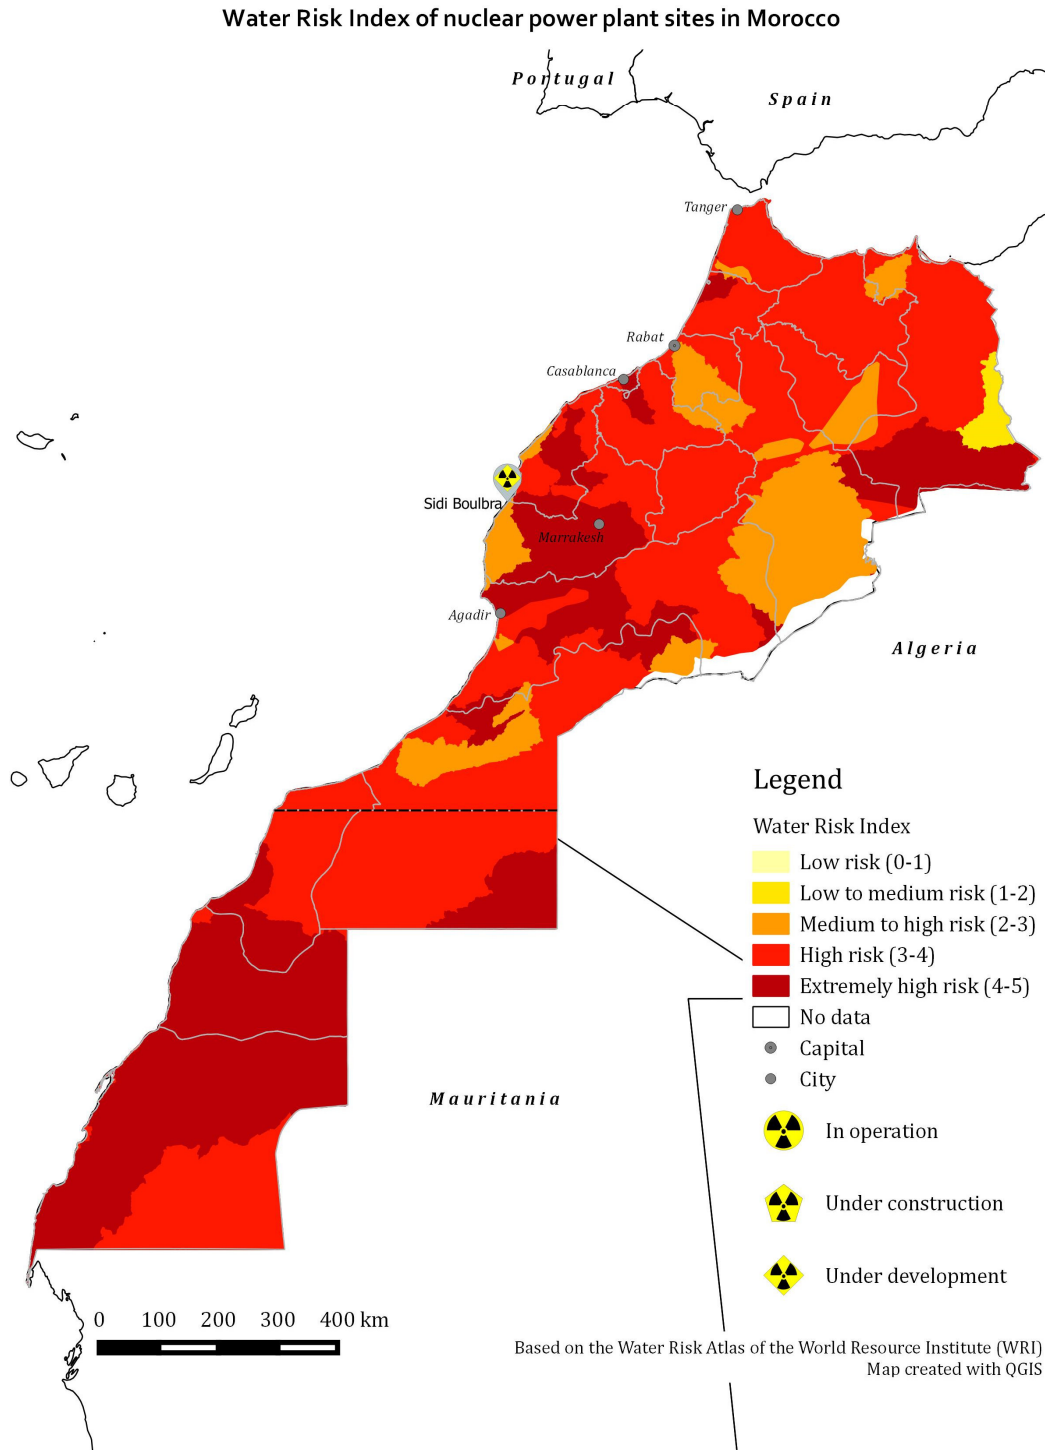 Water Risk Index of nuclear power plant sites in Morocco
Portugal
Spain
Tanger
Rabat
Casablanca
Sidi Boulbra
Marrakesh
Agadir
Algeria
Mauritania
Legend
Water Risk Index
Low risk (0-1)
Low to medium risk (1-2)
Medium to high risk (2-3)
High risk (3-4)
Extremely high risk (4-5)
No data
Capital
City
In operation
Under construction
Under development
0 100 200 300 400 km
Based on the Water Risk Atlas of the World Resource Institute (WRI)
Map created with QGIS